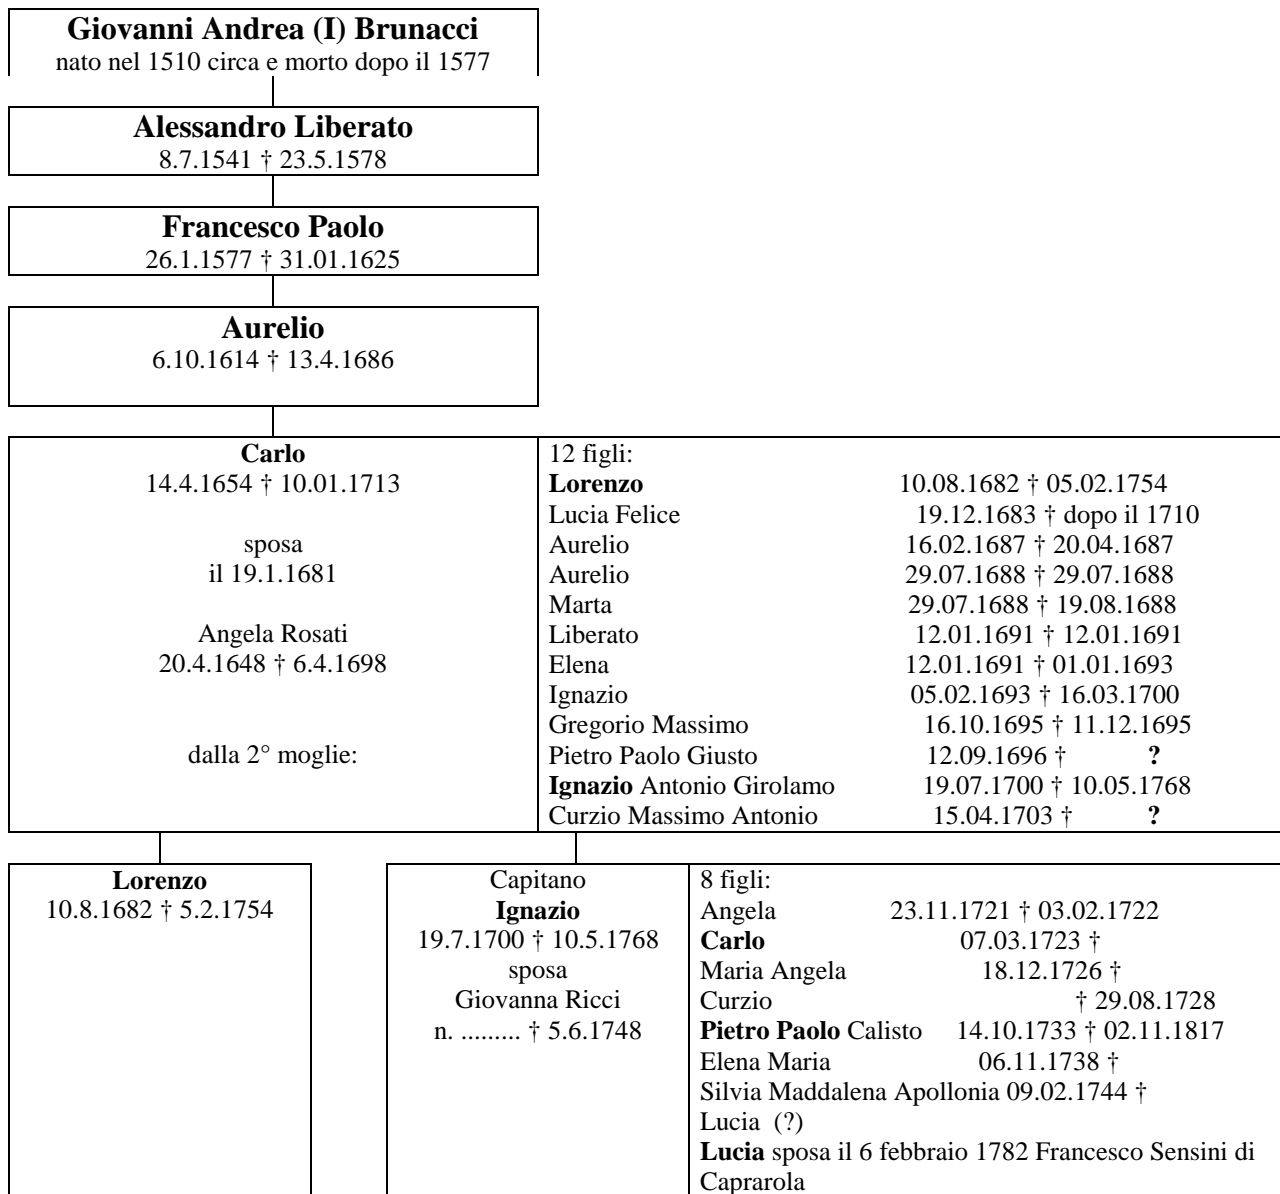 Giovanni Andrea (I) Brunacci
nato nel 1510 circa e morto dopo il 1577
Alessandro Liberato
8.7.1541 † 23.5.1578
Francesco Paolo
26.1.1577 † 31.01.1625
Aurelio
6.10.1614 † 13.4.1686
Carlo
14.4.1654 † 10.01.1713
sposa
il 19.1.1681
Angela Rosati
20.4.1648 † 6.4.1698
dalla 2° moglie:
12 figli:
Lorenzo 10.08.1682 † 05.02.1754
Lucia Felice 19.12.1683 † dopo il 1710
Aurelio 16.02.1687 † 20.04.1687
Aurelio 29.07.1688 † 29.07.1688
Marta 29.07.1688 † 19.08.1688
Liberato 12.01.1691 † 12.01.1691
Elena 12.01.1691 † 01.01.1693
Ignazio 05.02.1693 † 16.03.1700
Gregorio Massimo 16.10.1695 † 11.12.1695
Pietro Paolo Giusto 12.09.1696 † ?
Ignazio Antonio Girolamo 19.07.1700 † 10.05.1768
Curzio Massimo Antonio 15.04.1703 † ?
Lorenzo
10.8.1682 † 5.2.1754
Capitano
Ignazio
19.7.1700 † 10.5.1768
sposa
Giovanna Ricci
n. ......... † 5.6.1748
8 figli:
Angela 23.11.1721 † 03.02.1722
Carlo 07.03.1723 †
Maria Angela 18.12.1726 †
Curzio † 29.08.1728
Pietro Paolo Calisto 14.10.1733 † 02.11.1817
Elena Maria 06.11.1738 †
Silvia Maddalena Apollonia 09.02.1744 †
Lucia (?)
Lucia sposa il 6 febbraio 1782 Francesco Sensini di
Caprarola